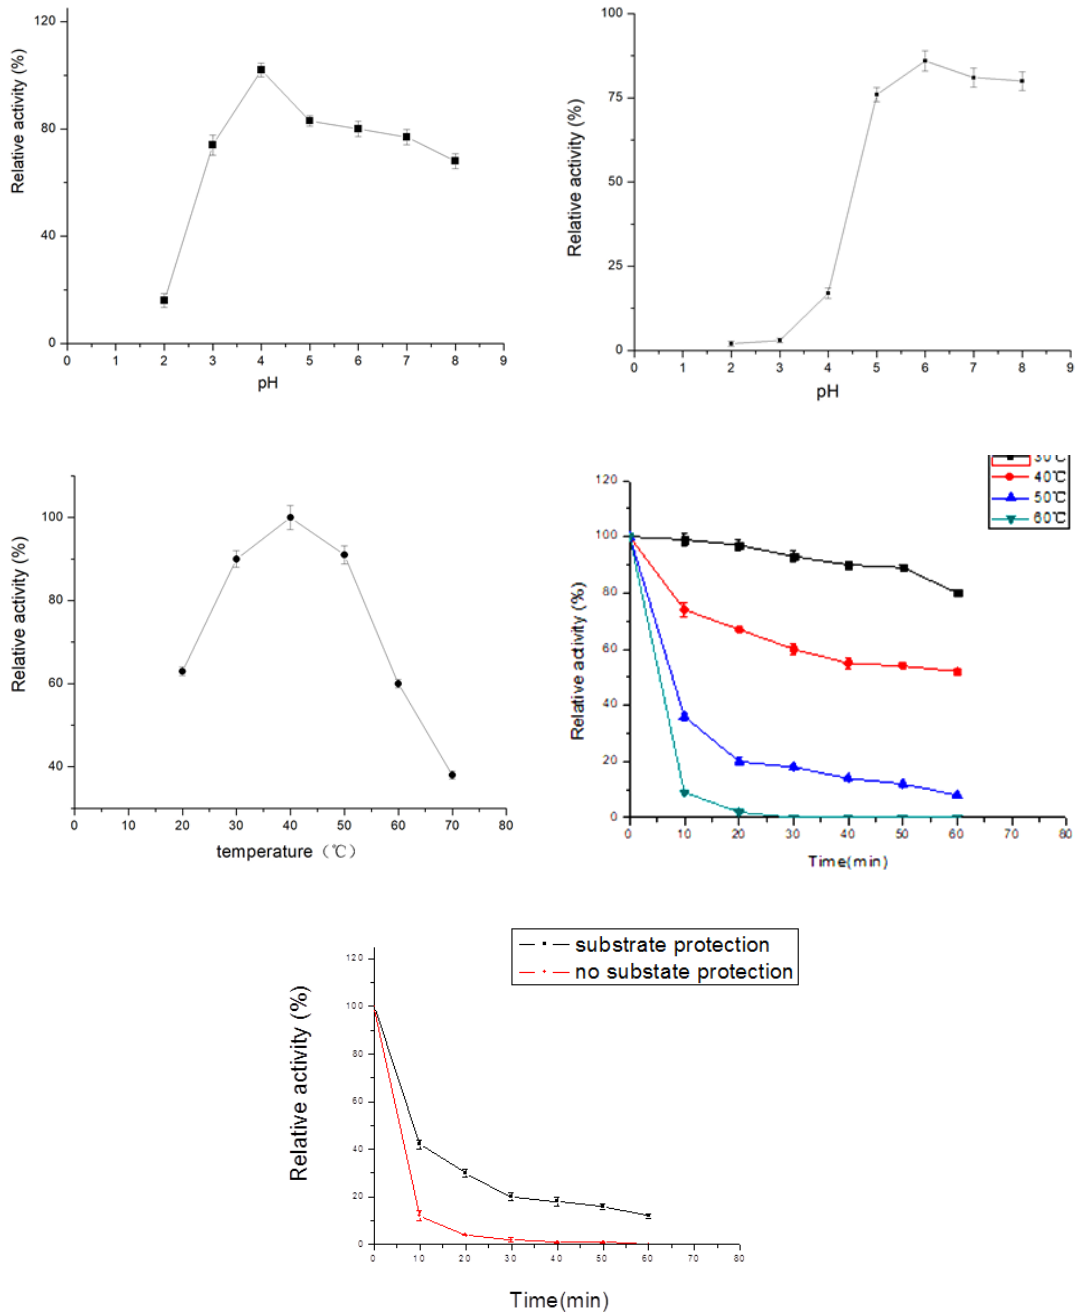 Relative activity (%)
120
80
40
0
0 1 2 3 4 5 6 7 8 9
pH
Relative activity (%)
100
75
50
25
0
0 1 2 3 4 5 6 7 8 9
pH
Relative activity (%)
100
80
60
40
0 10 20 30 40 50 60 70 80
temperature（℃）
30℃
40℃
50℃
60℃
Relative activity (%)
120
100
80
60
40
20
0
0 10 20 30 40 50 60 70 80
Time(min)
substrate protection
no substate protection
Relative activity (%)
120
100
80
60
40
20
0
0 10 20 30 40 50 60 70 80
Time(min)